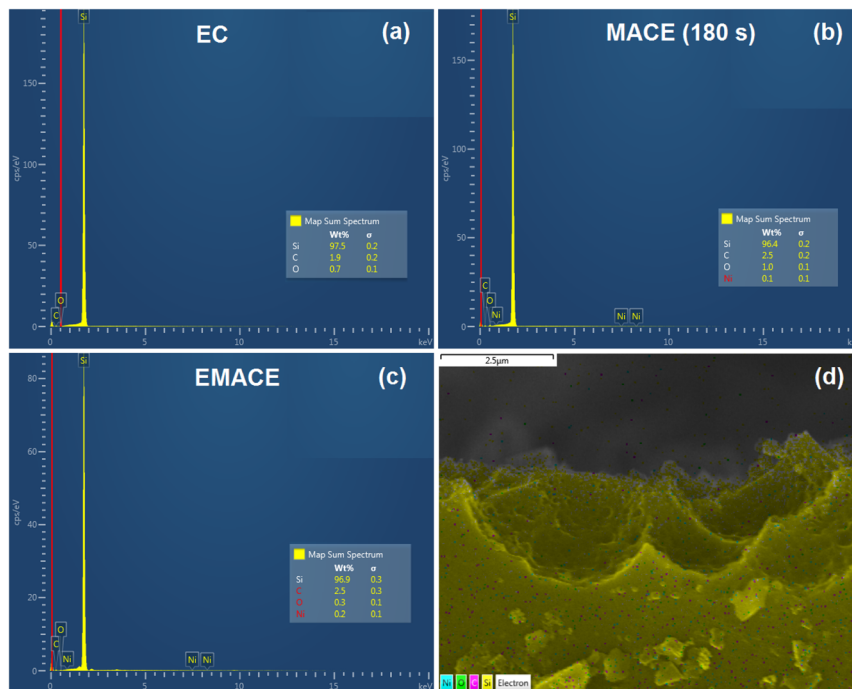 EC (a)
Si
150
100
50
0
cps/eV
Map Sum Spectrum
Wt% σ
Si 97.5 0.2
C 1.9 0.2
O 0.7 0.1
O
C
0 5 10 15 keV
MACE (180 s) (b)
Si
150
100
50
0
cps/eV
Map Sum Spectrum
Wt% σ
Si 96.4 0.2
C 2.5 0.2
O 1.0 0.1
Ni 0.1 0.1
C
O
Ni Ni Ni
0 5 10 15 keV
EMACE (c)
Si
80
60
40
20
0
cps/eV
Map Sum Spectrum
Wt% σ
Si 96.9 0.3
C 2.5 0.3
O 0.3 0.1
Ni 0.2 0.1
O
C
Ni Ni Ni
0 5 10 15 keV
2.5µm
(d)
Ni O C Si Electron